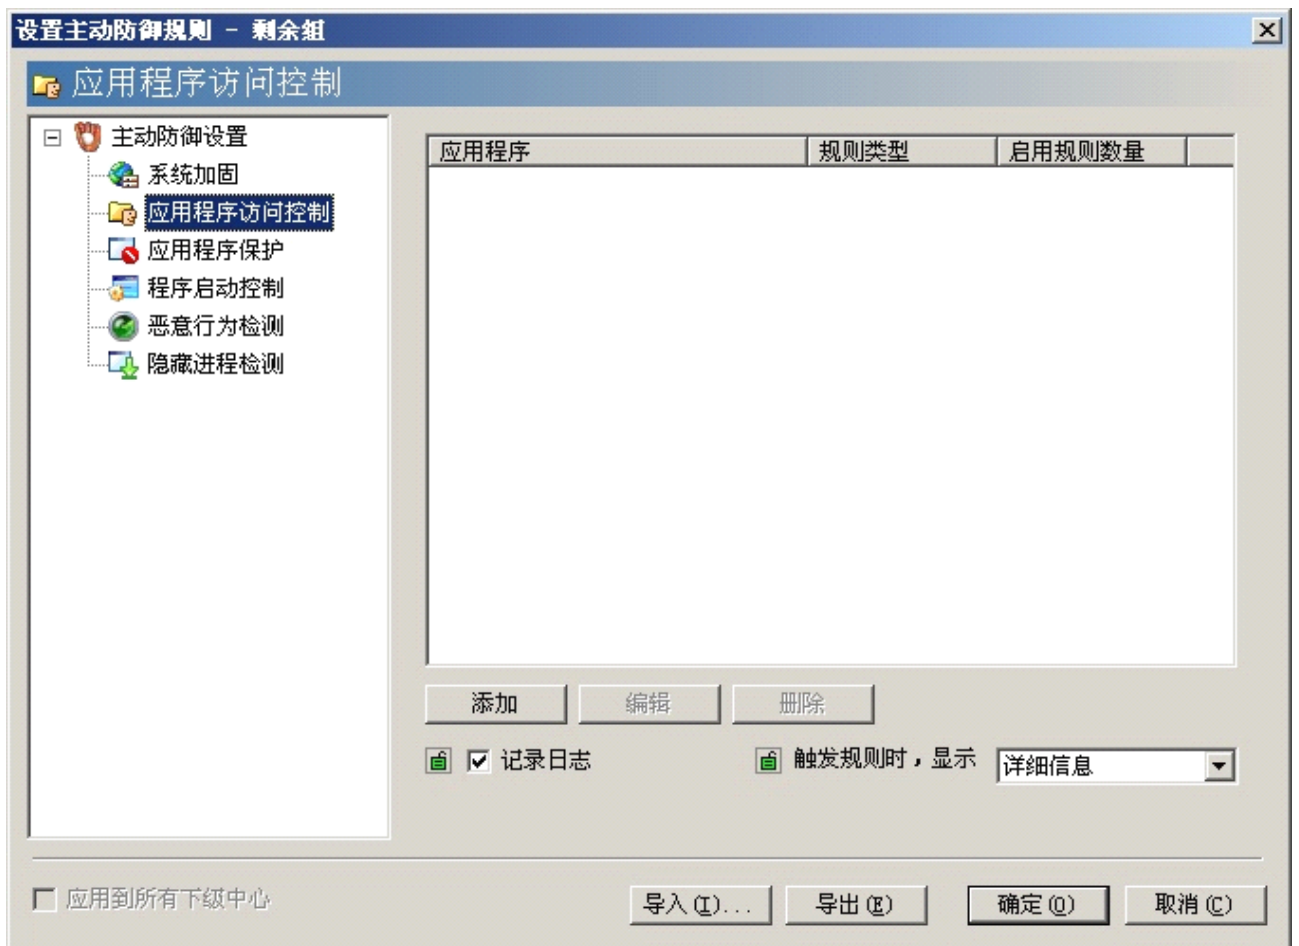 设置主动防御规则 - 剩余组
应用程序访问控制
主动防御设置
系统加固
应用程序访问控制
应用程序保护
程序启动控制
恶意行为检测
隐藏进程检测
应用程序 规则类型 启用规则数量
添加 编辑 删除
记录日志 触发规则时，显示 详细信息
应用到所有下级中心 导入(I)... 导出(E) 确定(O) 取消(C)